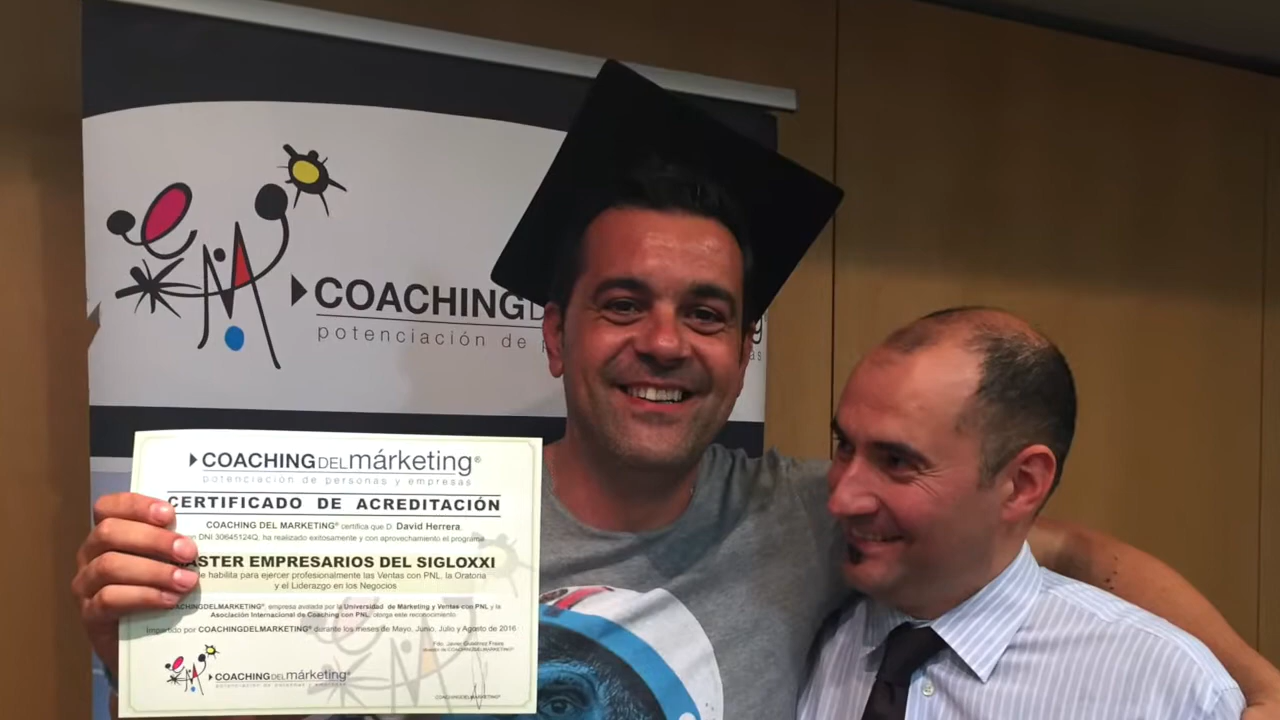 COACHINGDE
potenciación de
COACHINGDELmárketing®
potenciación de personas y empresas
CERTIFICADO DE ACREDITACIÓN
COACHING DEL MARKETING® certifica que D. David Herrera
DNI 30645124Q, ha realizado exitosamente y con aprovechamiento el programa
ASTER EMPRESARIOS DEL SIGLOXXI
le habilita para ejercer profesionalmente las Ventas con PNL, la Oratoria
y el Liderazgo en los Negocios
COACHINGDELMARKETING®, empresa avalada por la Universidad de Márketing y Ventas con PNL y la
Asociación Internacional de Coaching con PNL, otorga este reconocimiento
Impartido por COACHINGDELMARKETING® durante los meses de Mayo, Junio, Julio y Agosto de 2016
COACHINGDELmárketing®
potenciación de personas y empresas
COACHINGDELMARKETING®